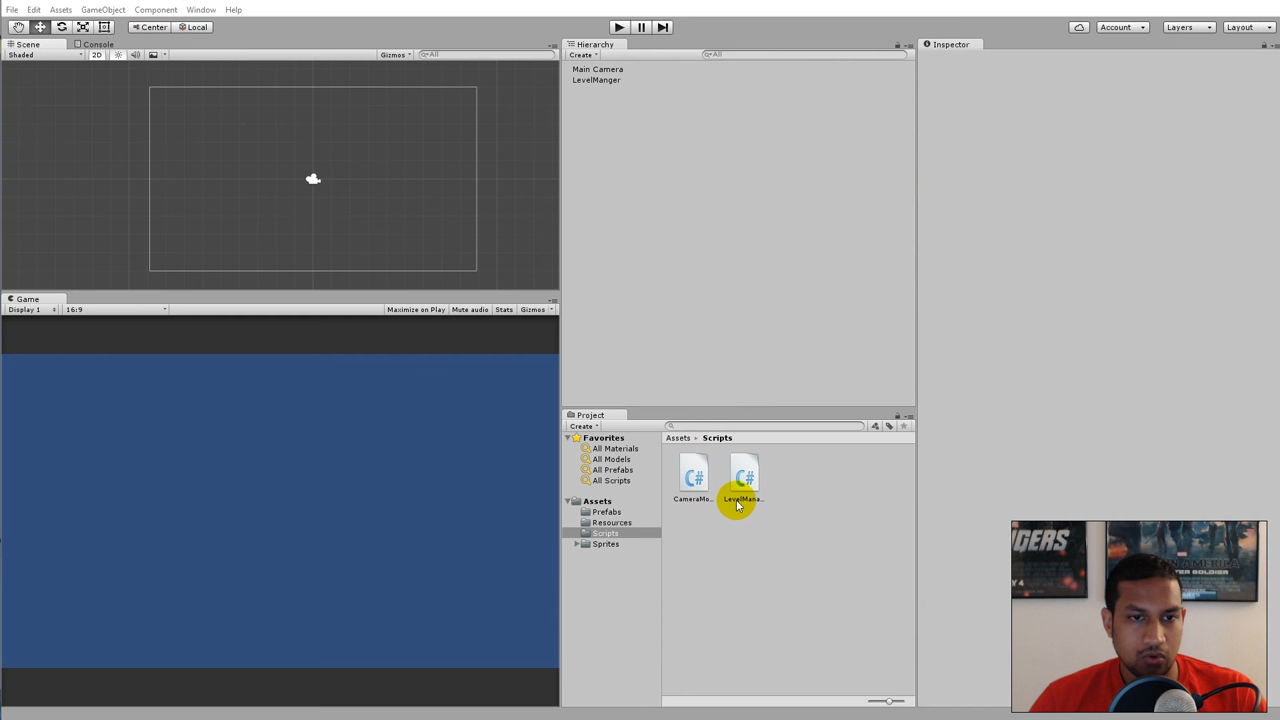 File Edit Assets GameObject Component Window Help
Center Local Account Layers Layout
Scene Console Hierarchy Inspector
Shaded 2D Gizmos All Create All
Main Camera
LevelManger
Game
Display 1 16:9 Maximize on Play Mute audio Stats Gizmos
Project
Create
Favorites Assets Scripts
All Materials
All Models
All Prefabs
All Scripts
C# C#
CameraMo... LevelMana...
Assets
Prefabs
Resources
Scripts
Sprites